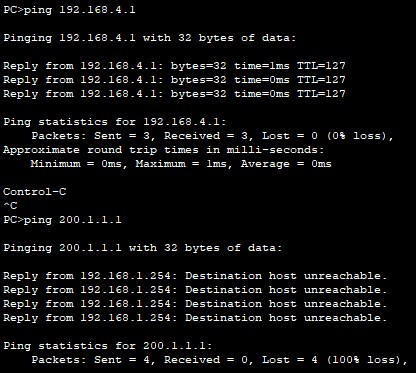 PC>ping 192.168.4.1
Pinging 192.168.4.1 with 32 bytes of data:
Reply from 192.168.4.1: bytes=32 time=1ms TTL=127
Reply from 192.168.4.1: bytes=32 time=0ms TTL=127
Reply from 192.168.4.1: bytes=32 time=0ms TTL=127
Ping statistics for 192.168.4.1:
    Packets: Sent = 3, Received = 3, Lost = 0 (0% loss),
Approximate round trip times in milli-seconds:
    Minimum = 0ms, Maximum = 1ms, Average = 0ms
Control-C
^C
PC>ping 200.1.1.1
Pinging 200.1.1.1 with 32 bytes of data:
Reply from 192.168.1.254: Destination host unreachable.
Reply from 192.168.1.254: Destination host unreachable.
Reply from 192.168.1.254: Destination host unreachable.
Reply from 192.168.1.254: Destination host unreachable.
Ping statistics for 200.1.1.1:
    Packets: Sent = 4, Received = 0, Lost = 4 (100% loss),